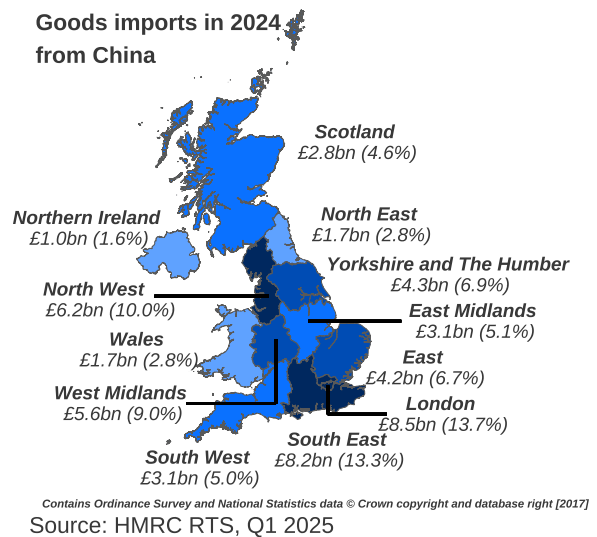 Goods imports in 2024
from China
Scotland
£2.8bn (4.6%)
Northern Ireland
£1.0bn (1.6%)
North East
£1.7bn (2.8%)
Yorkshire and The Humber
£4.3bn (6.9%)
North West
£6.2bn (10.0%)
East Midlands
£3.1bn (5.1%)
Wales
£1.7bn (2.8%)
East
£4.2bn (6.7%)
West Midlands
£5.6bn (9.0%)
London
£8.5bn (13.7%)
South East
£8.2bn (13.3%)
South West
£3.1bn (5.0%)
Contains Ordinance Survey and National Statistics data © Crown copyright and database right [2017]
Source: HMRC RTS, Q1 2025